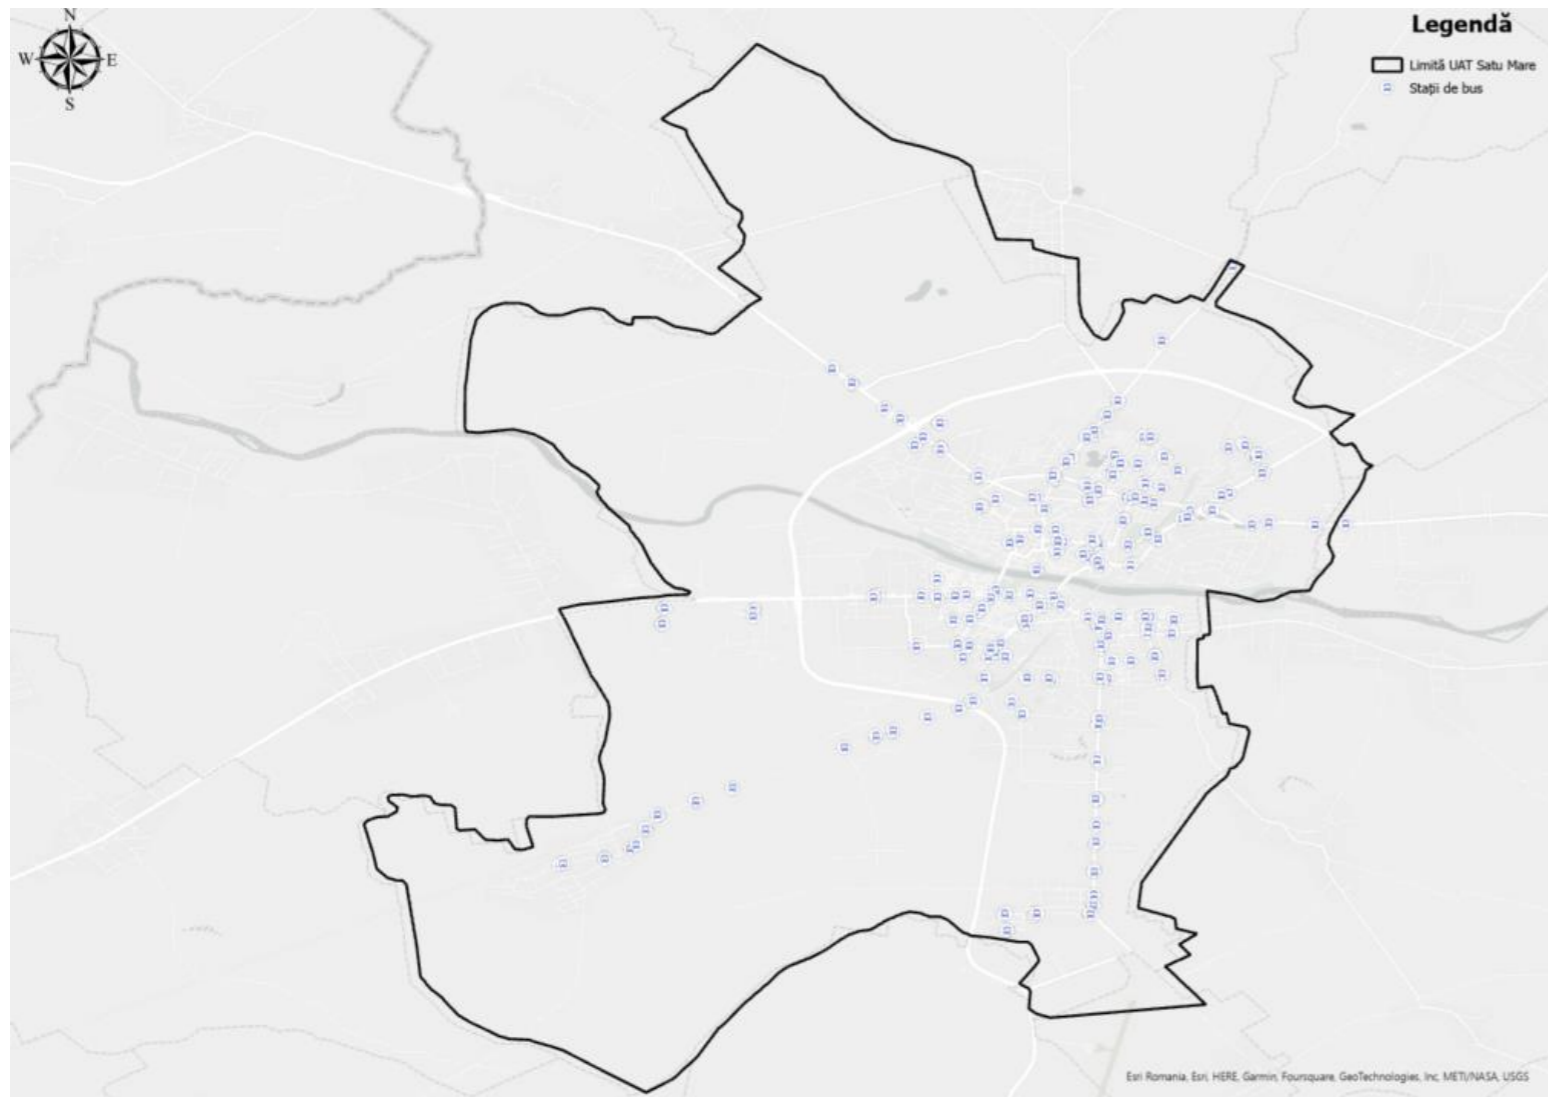 N
W E
S
Legendă
Limită UAT Satu Mare
Stații de bus
Esri Romania, Esri, HERE, Garmin, Foursquare, GeoTechnologies, Inc, METI/NASA, USGS